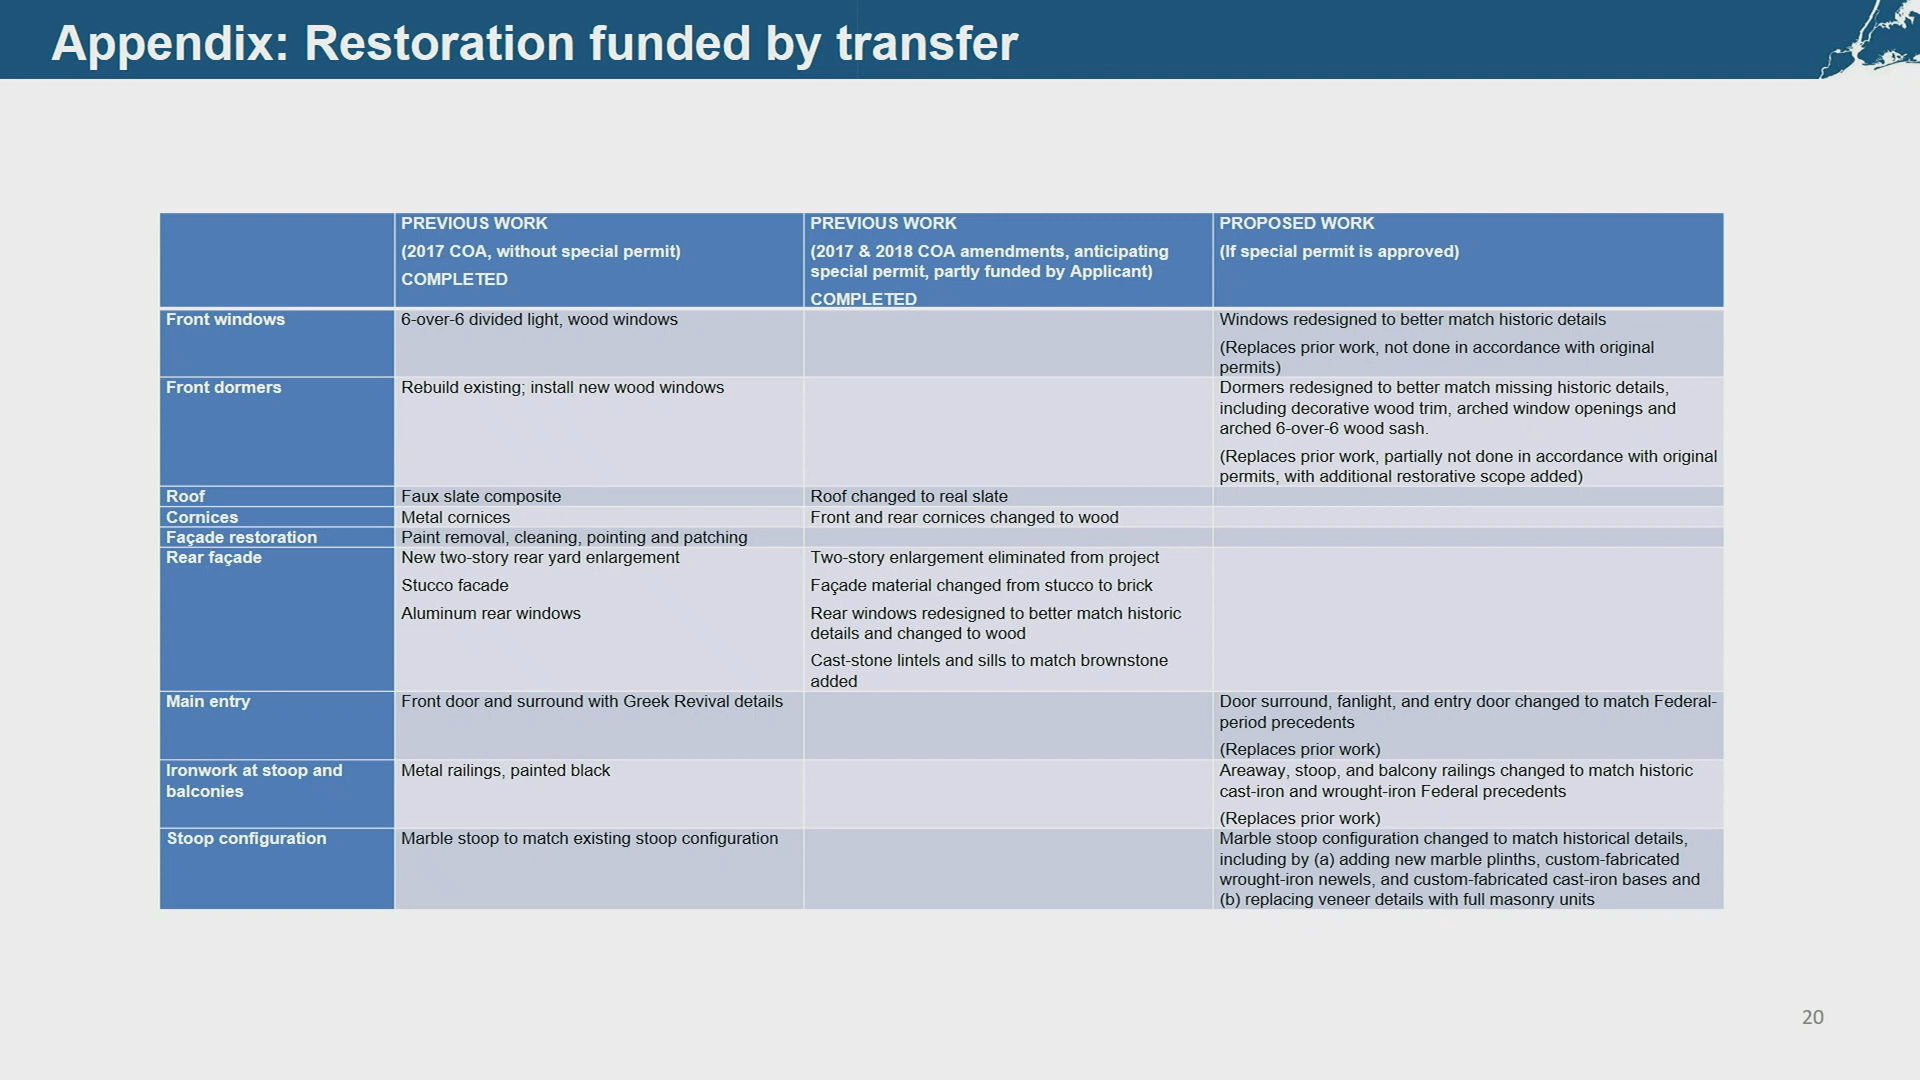 Appendix: Restoration funded by transfer
PREVIOUS WORK
(2017 COA, without special permit)
COMPLETED
PREVIOUS WORK
(2017 & 2018 COA amendments, anticipating
special permit, partly funded by Applicant)
COMPLETED
PROPOSED WORK
(If special permit is approved)
Front windows
6-over-6 divided light, wood windows
Windows redesigned to better match historic details
(Replaces prior work, not done in accordance with original
permits)
Front dormers
Rebuild existing; install new wood windows
Dormers redesigned to better match missing historic details,
including decorative wood trim, arched window openings and
arched 6-over-6 wood sash.
(Replaces prior work, partially not done in accordance with original
permits, with additional restorative scope added)
Roof
Faux slate composite
Roof changed to real slate
Cornices
Metal cornices
Front and rear cornices changed to wood
Façade restoration
Paint removal, cleaning, pointing and patching
Rear façade
New two-story rear yard enlargement
Stucco facade
Aluminum rear windows
Two-story enlargement eliminated from project
Façade material changed from stucco to brick
Rear windows redesigned to better match historic
details and changed to wood
Cast-stone lintels and sills to match brownstone
added
Main entry
Front door and surround with Greek Revival details
Door surround, fanlight, and entry door changed to match Federal-
period precedents
(Replaces prior work)
Ironwork at stoop and
balconies
Metal railings, painted black
Areaway, stoop, and balcony railings changed to match historic
cast-iron and wrought-iron Federal precedents
(Replaces prior work)
Stoop configuration
Marble stoop to match existing stoop configuration
Marble stoop configuration changed to match historical details,
including by (a) adding new marble plinths, custom-fabricated
wrought-iron newels, and custom-fabricated cast-iron bases and
(b) replacing veneer details with full masonry units
20